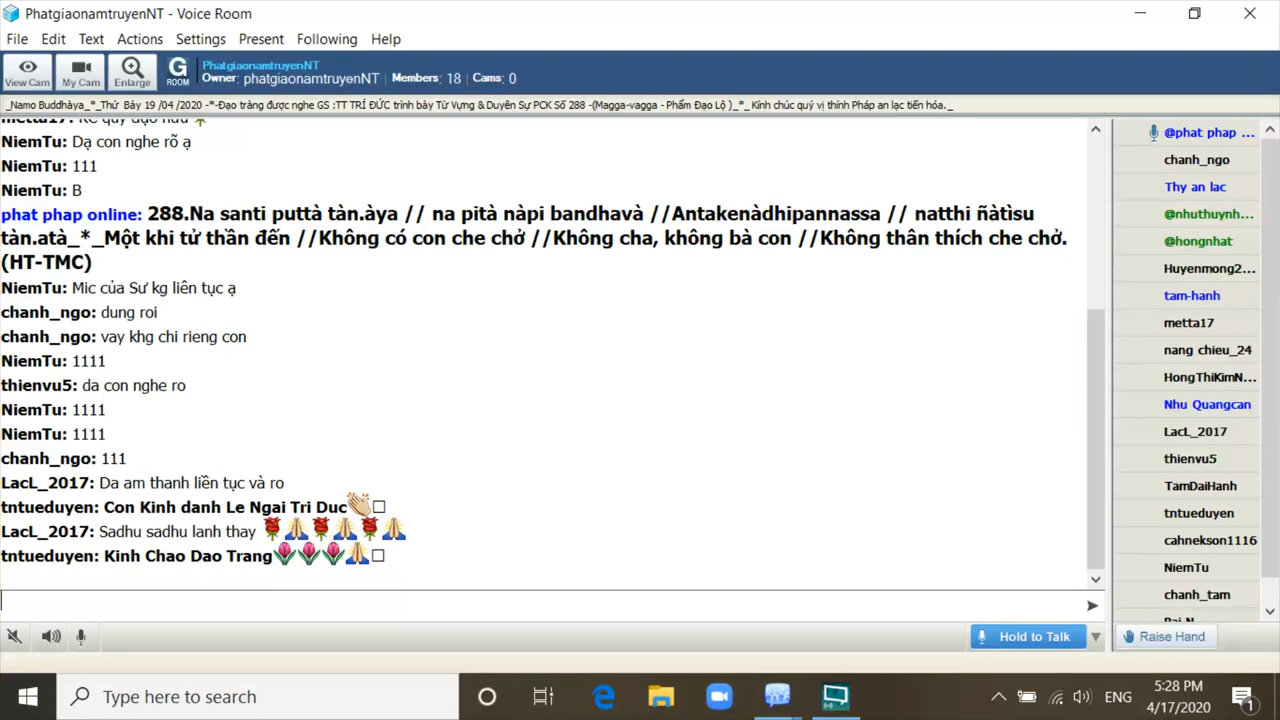 PhatgiaonamtruyenNT - Voice Room
File Edit Text Actions Settings Present Following Help
View Cam My Cam Enlarge G ROOM
PhatgiaonamtruyenNT
Owner: phatgiaonamtruyenNT Members: 18 Cams: 0
_Namo Buddhàya_*_Thứ Bảy 19 /04 /2020 -*-Đạo tràng được nghe GS :TT TRÍ ĐỨC trình bày Từ Vựng & Duyên Sự PCK Số 288 -(Magga-vagga - Phẩm Đạo Lộ )_*_ Kính chúc quý vị thính Pháp an lạc tiến hóa._
NiemTu: Dạ con nghe rõ ạ
NiemTu: 111
NiemTu: B
phat phap online: 288.Na santi puttà tàn.àya // na pità nàpi bandhavà //Antakenàdhipannassa // natthi ñàtìsu
tàn.atà_*_Một khi tử thần đến //Không có con che chở //Không cha, không bà con //Không thân thích che chở.
(HT-TMC)
NiemTu: Mic của Sư kg liên tục ạ
chanh_ngo: dung roi
chanh_ngo: vay khg chi rieng con
NiemTu: 1111
thienvu5: da con nghe ro
NiemTu: 1111
NiemTu: 1111
chanh_ngo: 111
LacL_2017: Da am thanh liền tục và ro
tntueduyen: Con Kinh danh Le Ngai Tri Duc👏🏼□
LacL_2017: Sadhu sadhu lanh thay 🌹🙏🏼🌹🙏🏼🌹🙏🏼
tntueduyen: Kinh Chao Dao Trang🌷🌷🌷🙏🏼□
@phat phap ...
chanh_ngo
Thy an lac
@nhuthuynh...
@hongnhat
Huyenmong2...
tam-hanh
metta17
nang chieu_24
HongThiKimN...
Nhu Quangcan
LacL_2017
thienvu5
TamDaiHanh
tntueduyen
cahnekson1116
NiemTu
chanh_tam
Hold to Talk
Raise Hand
Type here to search
ENG
5:28 PM
4/17/2020
1